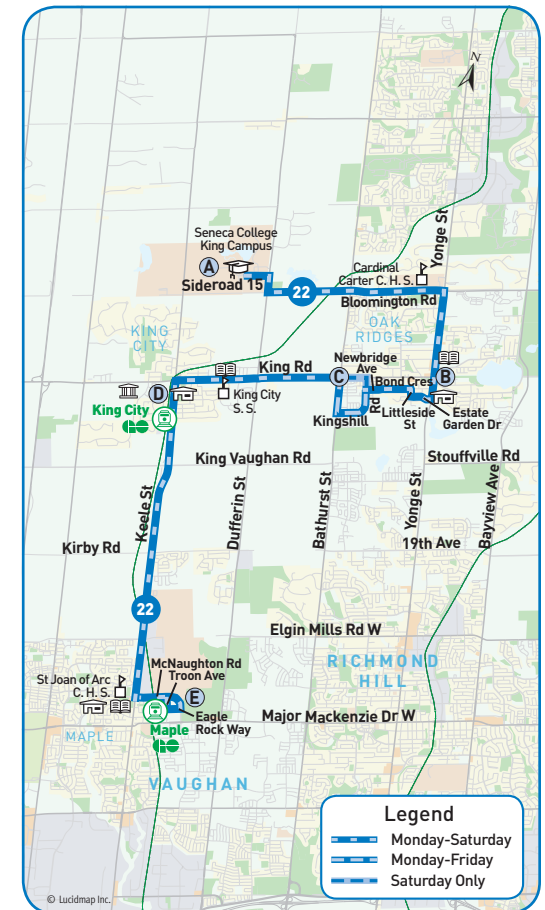 N
Seneca College
King Campus
A
Sideroad 15
22
Cardinal
Carter C. H. S.
Yonge St
Bloomington Rd
KING
CITY
OAK
RIDGES
King Rd
Newbridge
Ave
C
Bond Cres
B
D
King City
S. S.
King City
Kingshill
Rd
Littleside
St
Estate
Garden Dr
King Vaughan Rd
Stouffville Rd
Keele St
Dufferin St
Bathurst St
Yonge St
Bayview Ave
Kirby Rd
19th Ave
22
Elgin Mills Rd W
RICHMOND
HILL
St Joan of Arc
C. H. S.
McNaughton Rd
Troon Ave
E
Eagle
Rock Way
Major Mackenzie Dr W
Maple
MAPLE
VAUGHAN
Legend
Monday-Saturday
Monday-Friday
Saturday Only
© Lucidmap Inc.